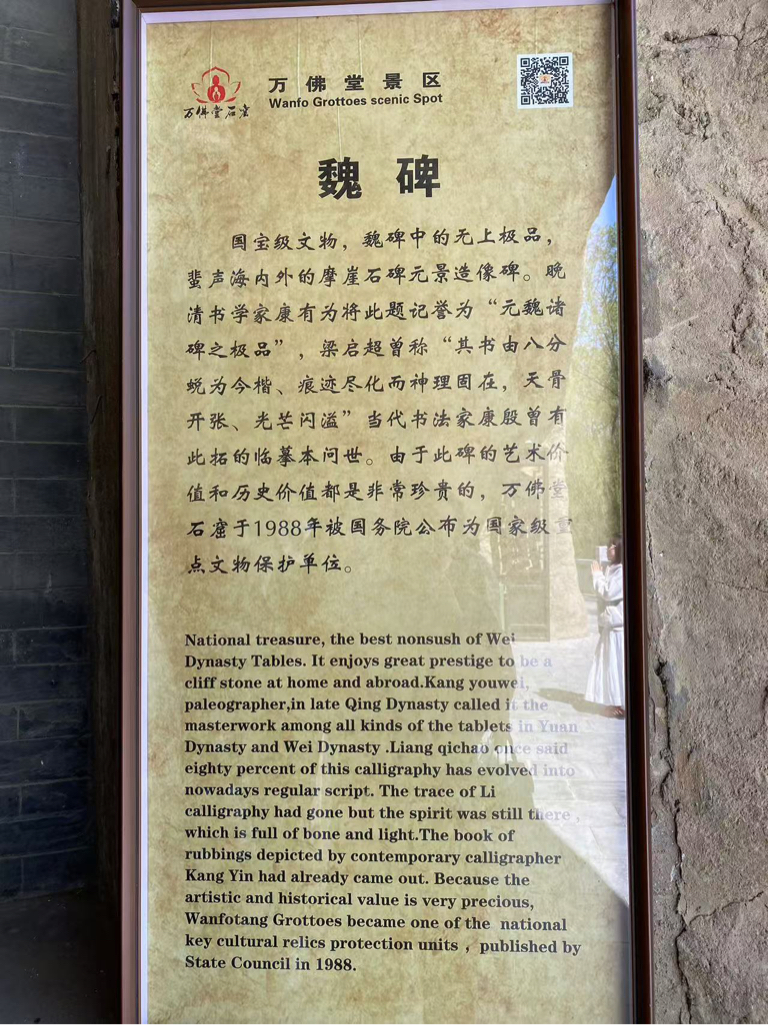 万佛堂石窟
万佛堂景区
Wanfo Grottoes scenic Spot
魏碑
国宝级文物，魏碑中的无上极品，
蜚声海内外的摩崖石碑元景造像碑。晚
清书学家康有为将此题记誉为“元魏诸
碑之极品”，梁启超曾称“其书由八分
蜕为今楷、痕迹尽化而神理固在，天骨
开张、光芒闪溢”当代书法家康殷曾有
此拓的临摹本问世。由于此碑的艺术价
值和历史价值都是非常珍贵的，万佛堂
石窟于1988年被国务院公布为国家级重
点文物保护单位。
National treasure, the best nonsush of Wei
Dynasty Tables. It enjoys great prestige to be a
cliff stone at home and abroad.Kang youwei,
paleographer,in late Qing Dynasty called it the
masterwork among all kinds of the tablets in Yuan
Dynasty and Wei Dynasty .Liang qichao once said
eighty percent of this calligraphy has evolved into
nowadays regular script. The trace of Li
calligraphy had gone but the spirit was still there ,
which is full of bone and light.The book of
rubbings depicted by contemporary calligrapher
Kang Yin had already came out. Because the
artistic and historical value is very precious,
Wanfotang Grottoes became one of the national
key cultural relics protection units , published by
State Council in 1988.